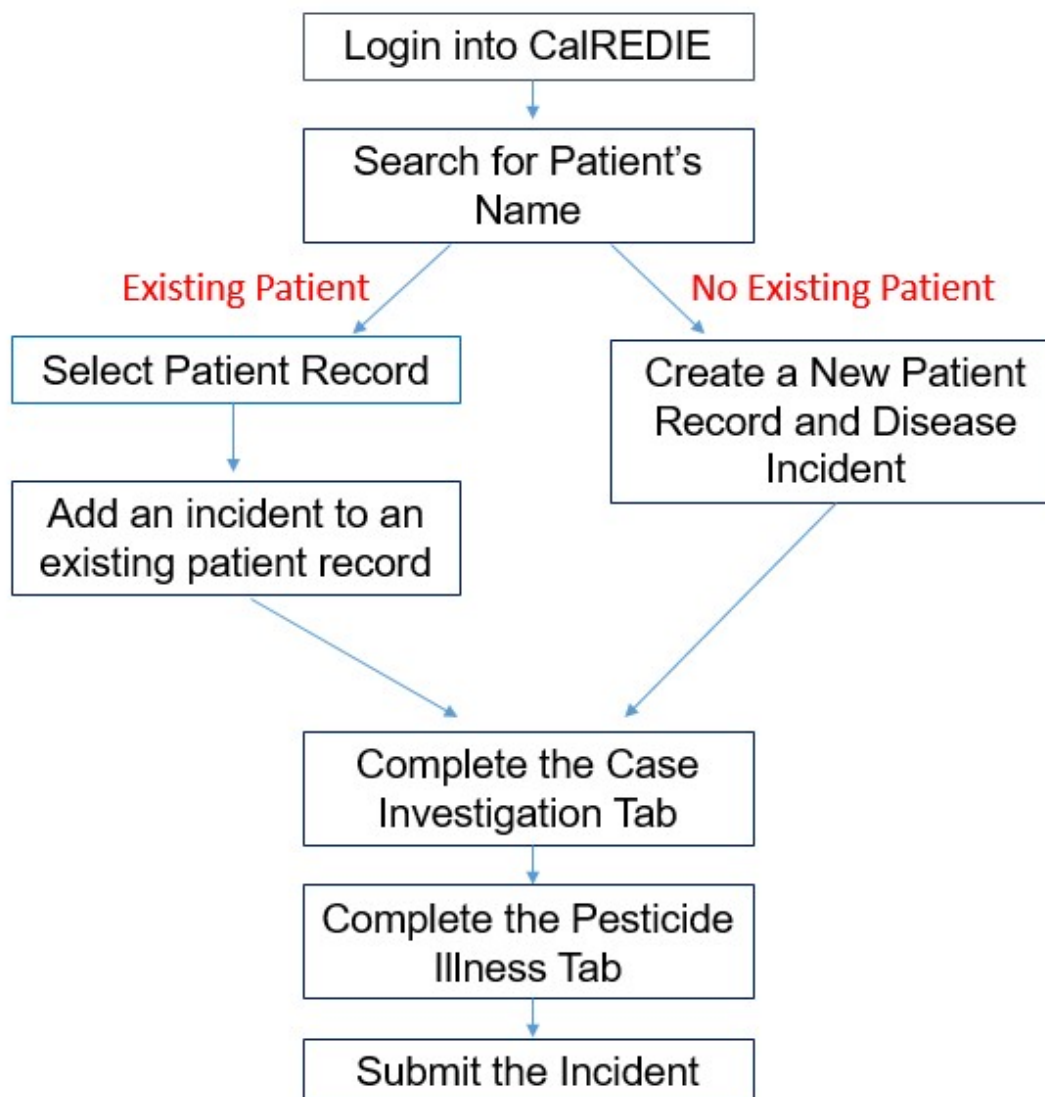 Login into CalREDIE
Search for Patient's
Name
Existing Patient
No Existing Patient
Select Patient Record
Create a New Patient
Record and Disease
Incident
Add an incident to an
existing patient record
Complete the Case
Investigation Tab
Complete the Pesticide
Illness Tab
Submit the Incident